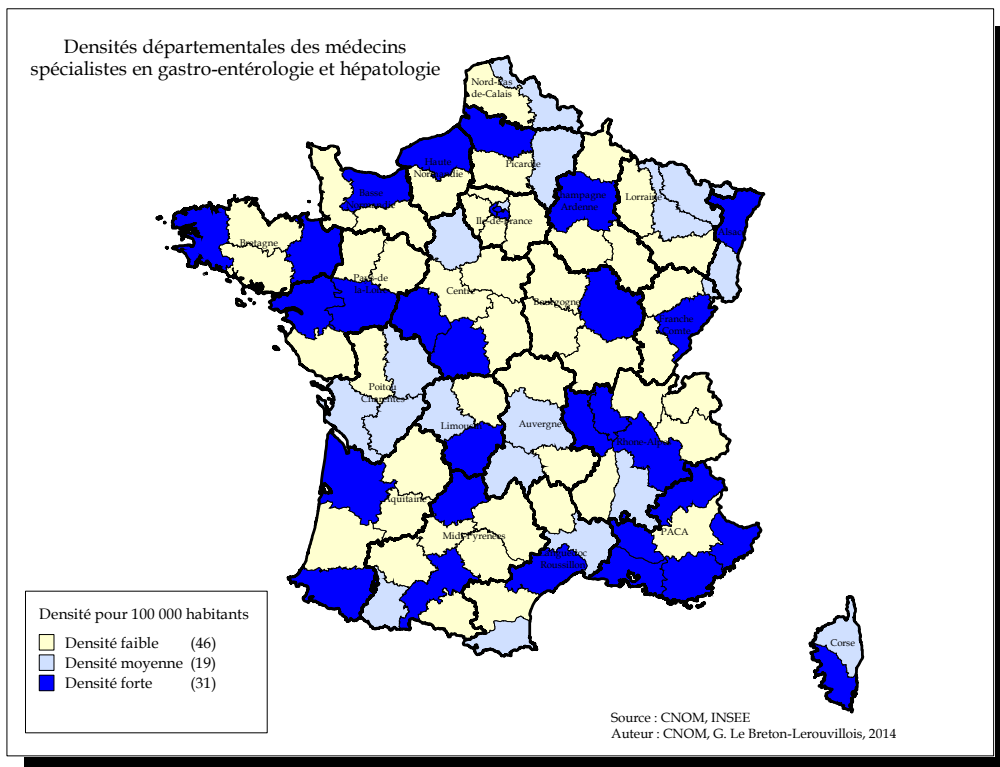 Densités départementales des médecins
spécialistes en gastro-entérologie et hépatologie
Nord-Pas
de-Calais
Picardie
Haute
Normandie
Basse
Normandie
Champagne
Ardenne
Lorraine
Ile-de-France
Alsace
Bretagne
Pays-de
la-Loire
Centre
Bourgogne
Franche
Comté
Poitou
Charentes
Limousin
Auvergne
Rhone-Alpes
Aquitaine
Midi-Pyrenées
PACA
Languedoc
Roussillon
Corse
Densité pour 100 000 habitants
Densité faible (46)
Densité moyenne (19)
Densité forte (31)
Source : CNOM, INSEE
Auteur : CNOM, G. Le Breton-Lerouvillois, 2014